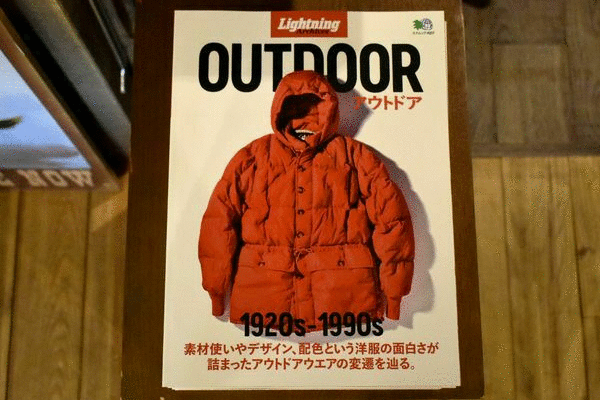 Lightning
Archives
OUTDOOR
アウトドア
1920s-1990s
素材使いやデザイン、配色という洋服の面白さが
詰まったアウトドアウエアの変遷を辿る。
E NOW